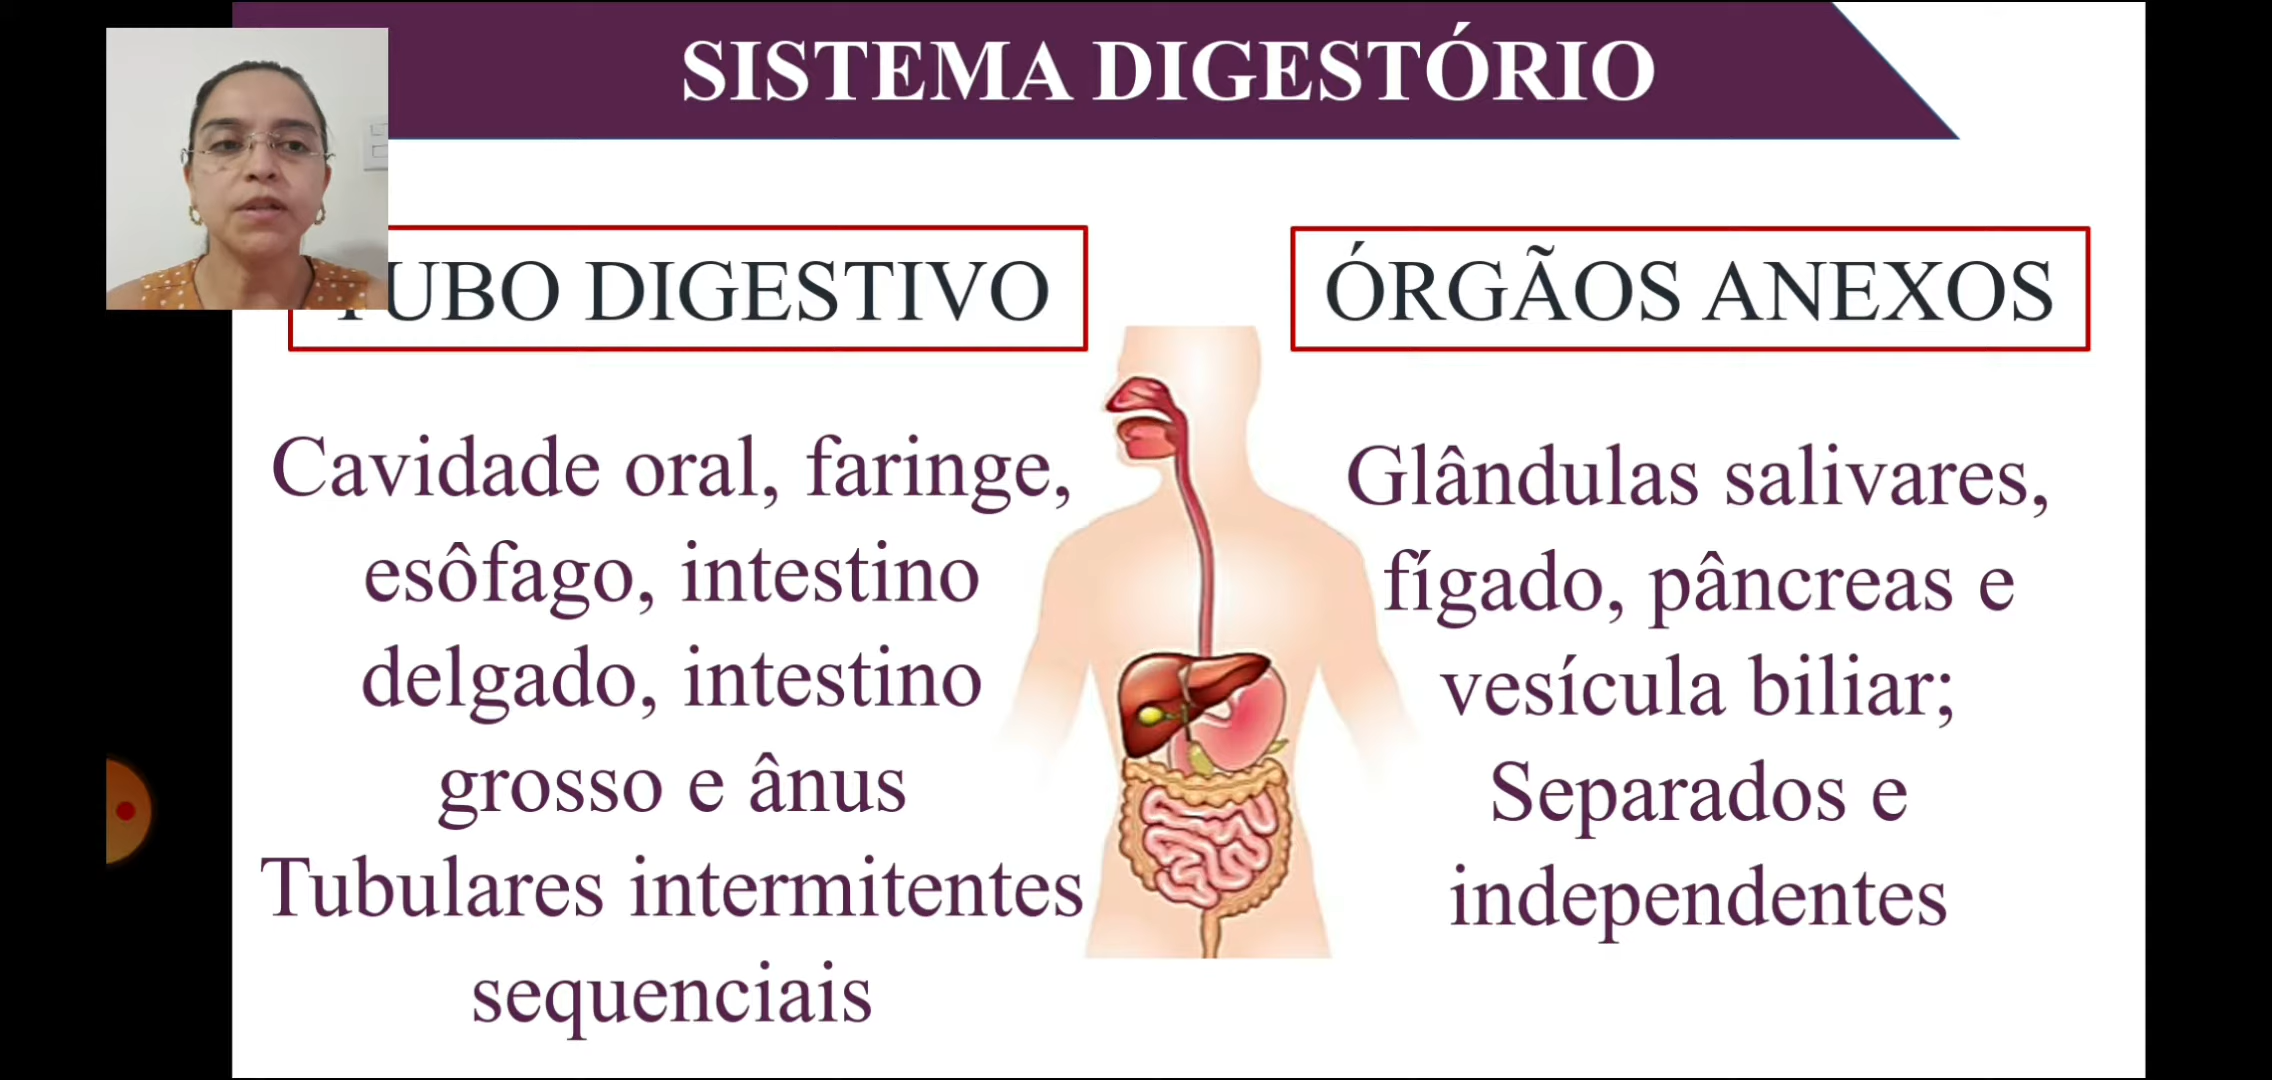 SISTEMA DIGESTÓRIO
TUBO DIGESTIVO
ÓRGÃOS ANEXOS
Cavidade oral, faringe,
esôfago, intestino
delgado, intestino
grosso e ânus
Tubulares intermitentes
sequenciais
Glândulas salivares,
fígado, pâncreas e
vesícula biliar;
Separados e
independentes